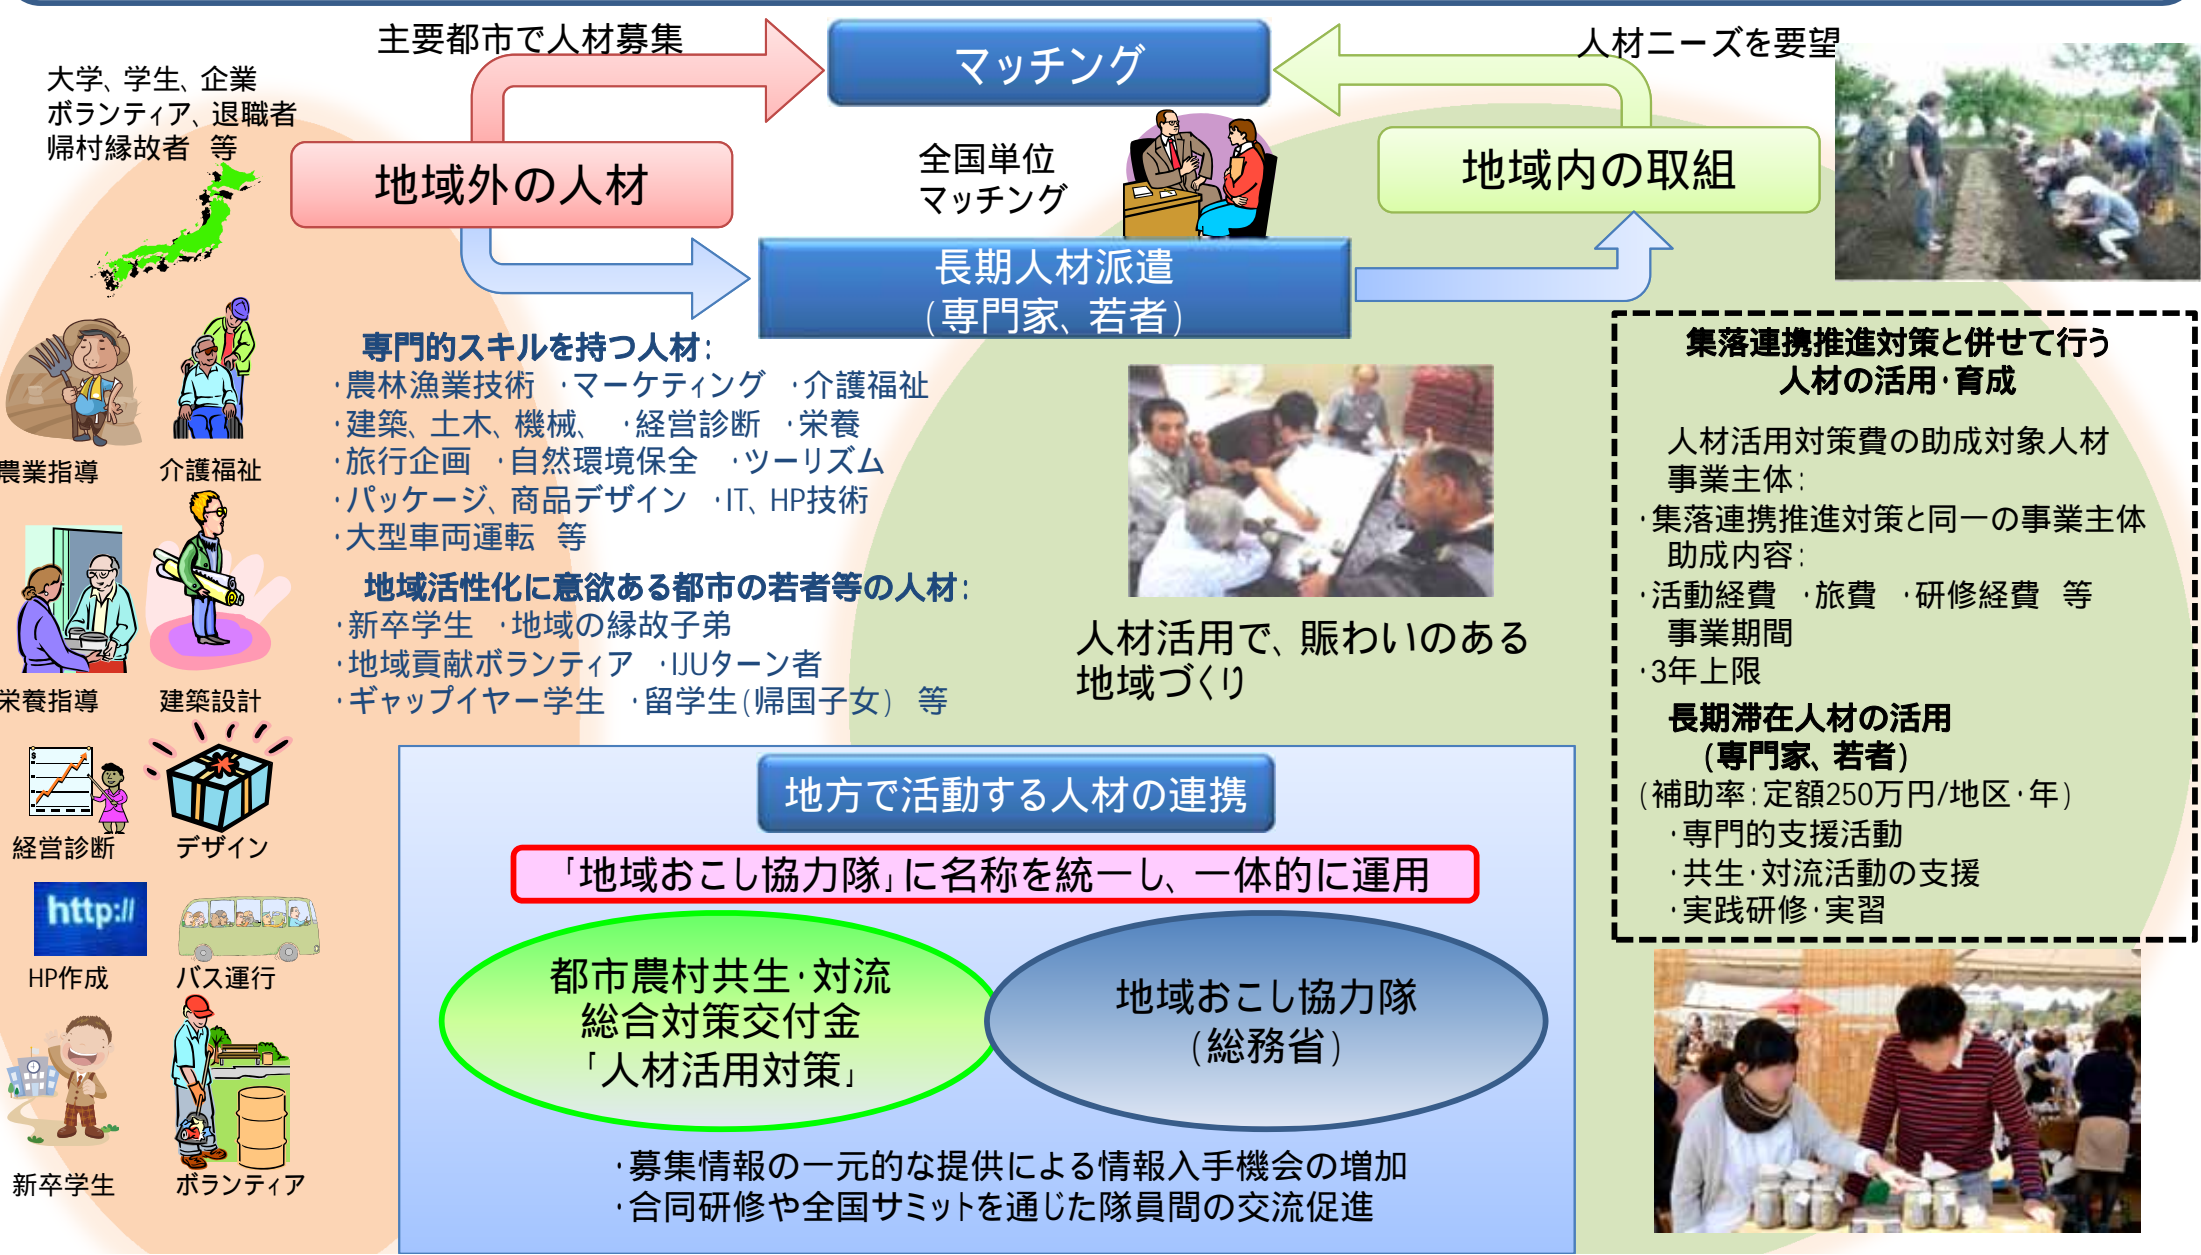 主要都市で人材募集
マッチング
人材ニーズを要望
大学、学生、企業
ボランティア、退職者
帰村縁故者 等
地域外の人材
全国単位
マッチング
地域内の取組
長期人材派遣
(専門家、若者)
専門的スキルを持つ人材:
・農林漁業技術 ・マーケティング ・介護福祉
・建築、土木、機械、 ・経営診断 ・栄養
・旅行企画 ・自然環境保全 ・ツーリズム
・パッケージ、商品デザイン ・IT、HP技術
・大型車両運転 等
地域活性化に意欲ある都市の若者等の人材:
・新卒学生 ・地域の縁故子弟
・地域貢献ボランティア ・IJUターン者
・ギャップイヤー学生 ・留学生(帰国子女) 等
農業指導
介護福祉
栄養指導
建築設計
$
経営診断
デザイン
http://
HP作成
バス運行
新卒学生
ボランティア
人材活用で、賑わいのある
地域づくり
集落連携推進対策と併せて行う
人材の活用・育成
人材活用対策費の助成対象人材
事業主体:
・集落連携推進対策と同一の事業主体
助成内容:
・活動経費 ・旅費 ・研修経費 等
事業期間
・3年上限
長期滞在人材の活用
(専門家、若者)
(補助率:定額250万円/地区・年)
・専門的支援活動
・共生・対流活動の支援
・実践研修・実習
地方で活動する人材の連携
「地域おこし協力隊」に名称を統一し、一体的に運用
都市農村共生・対流
総合対策交付金
「人材活用対策」
地域おこし協力隊
(総務省)
・募集情報の一元的な提供による情報入手機会の増加
・合同研修や全国サミットを通じた隊員間の交流促進